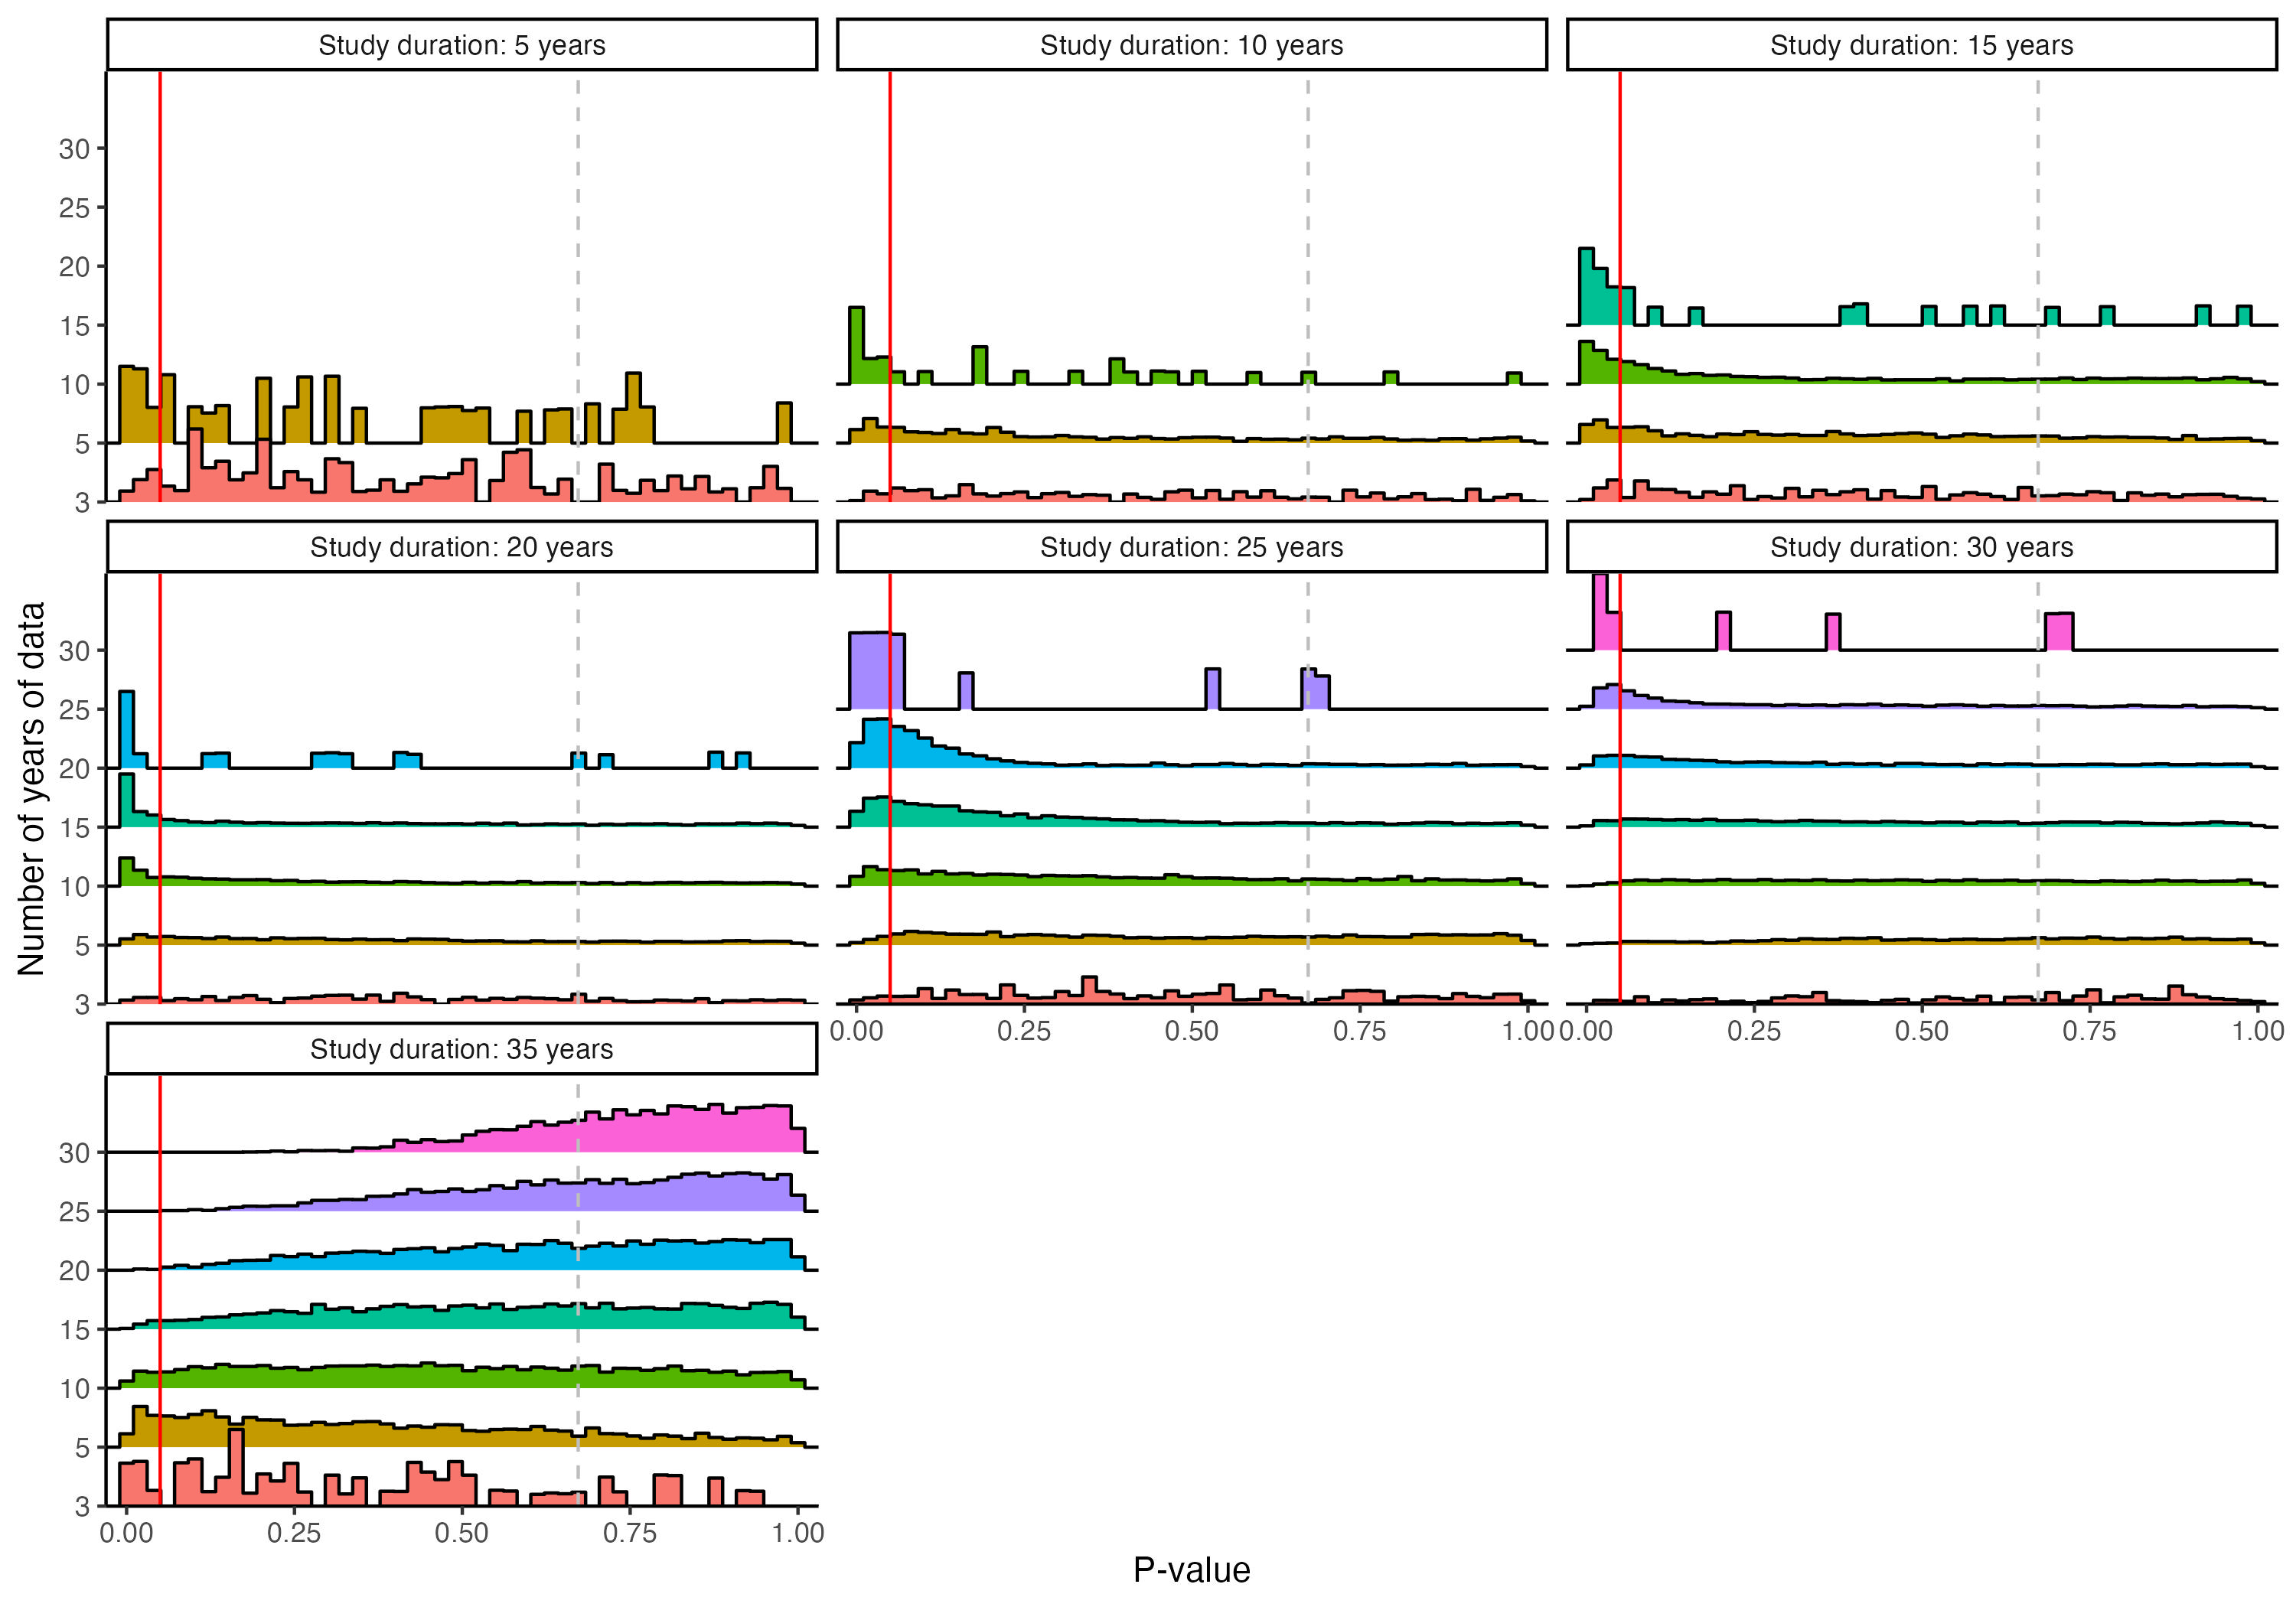 Study duration: 5 years
Study duration: 10 years
Study duration: 15 years
30
25
20
15
10
5
3
Study duration: 20 years
Study duration: 25 years
Study duration: 30 years
Number of years of data
30
25
20
15
10
5
3
0.00 0.25 0.50 0.75 1.00
0.00 0.25 0.50 0.75 1.00
Study duration: 35 years
30
25
20
15
10
5
3
0.00 0.25 0.50 0.75 1.00
P-value